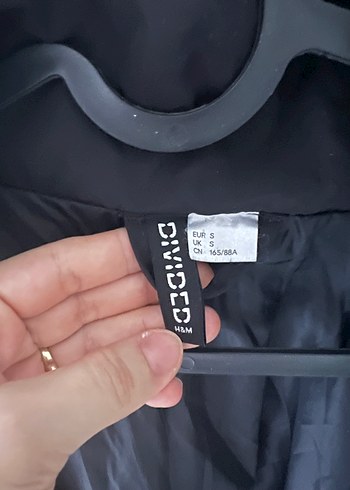 DIVIDED
H&M
EUR S
UK S
CN 165/88A